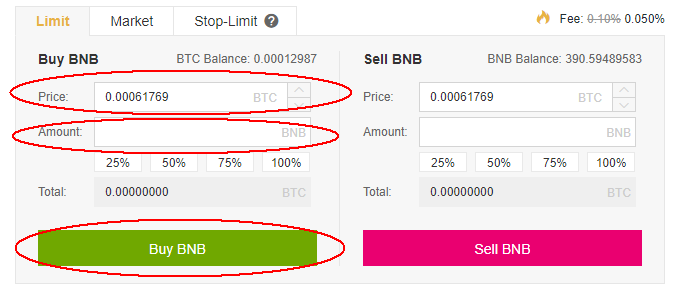 Limit Market Stop-Limit ? Fee: 0.10% 0.050%
Buy BNB BTC Balance: 0.00012987
Price: 0.00061769 BTC
Amount: BNB
25% 50% 75% 100%
Total: 0.00000000 BTC
Buy BNB
Sell BNB BNB Balance: 390.59489583
Price: 0.00061769 BTC
Amount: BNB
25% 50% 75% 100%
Total: 0.00000000 BTC
Sell BNB